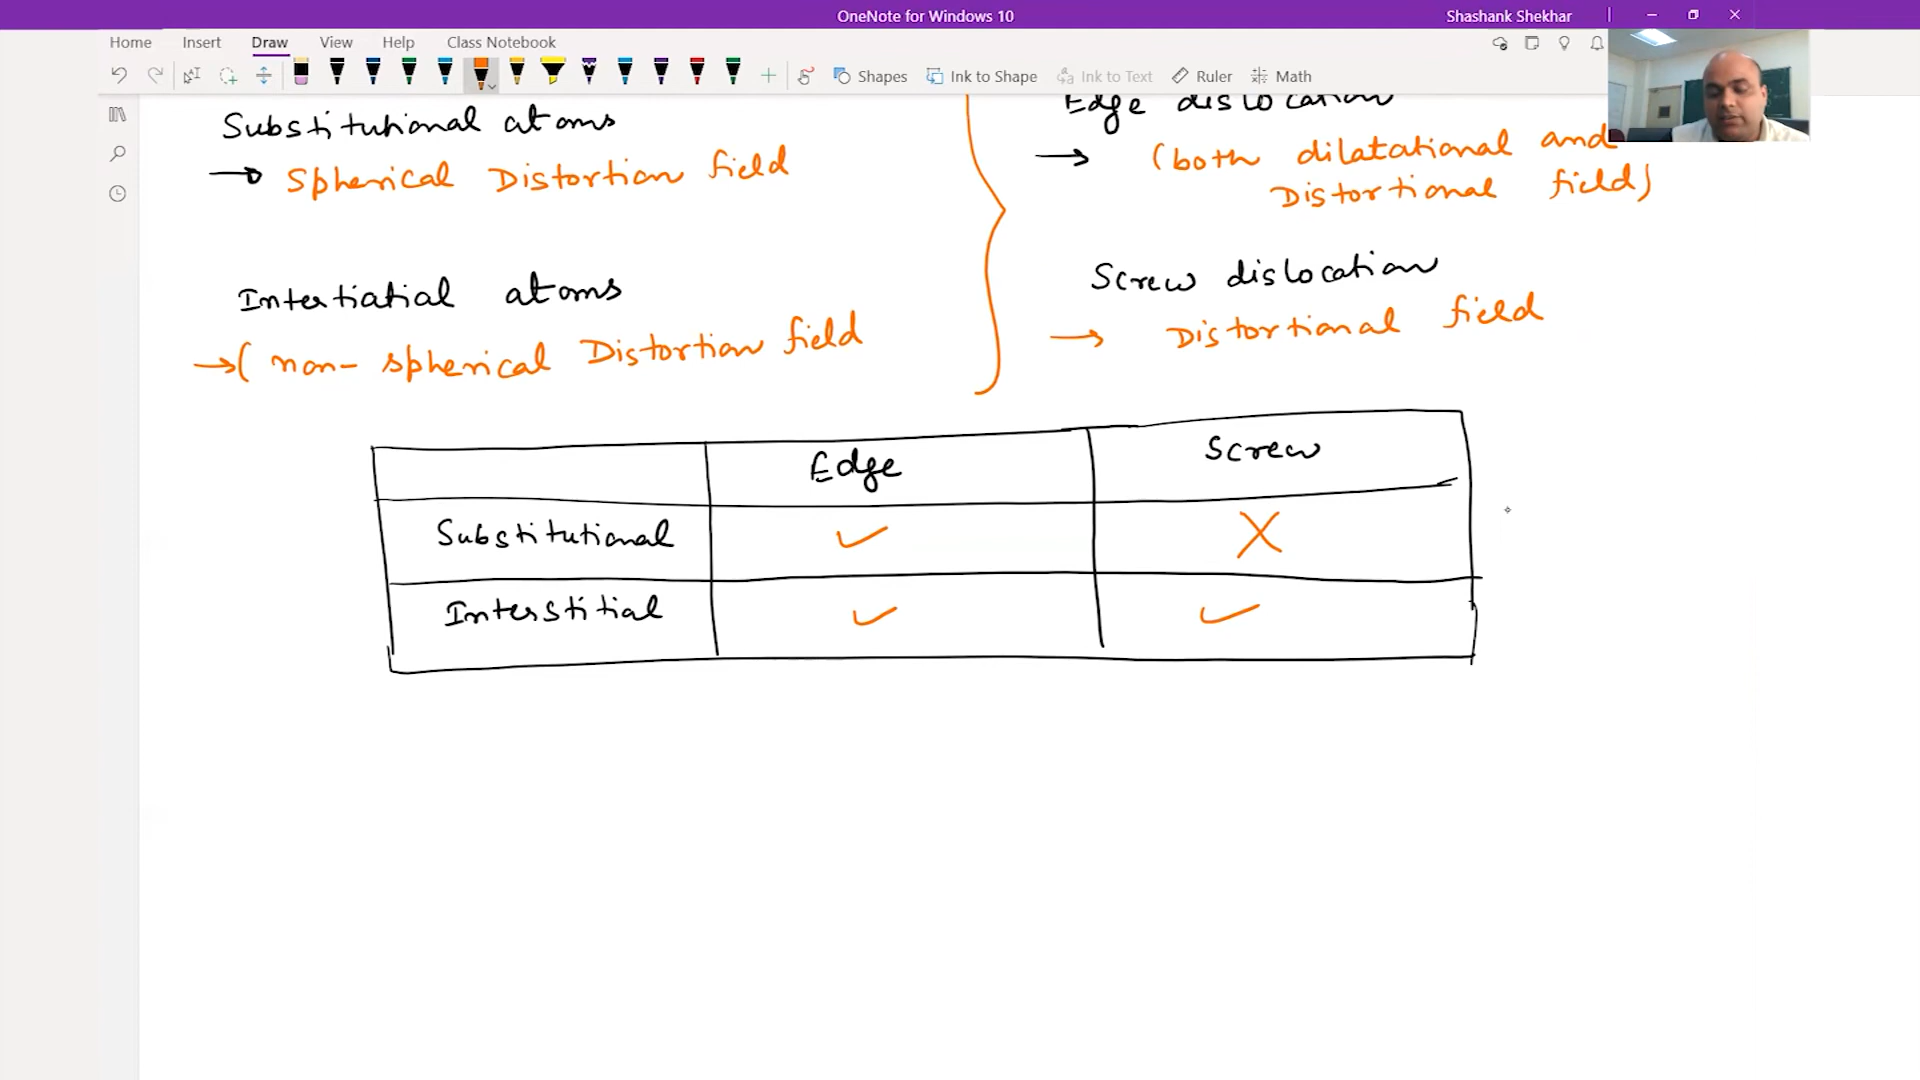 OneNote for Windows 10
Shashank Shekhar
Home Insert Draw View Help Class Notebook
Shapes Ink to Shape Ink to Text Ruler Math
Substitutional atoms
→ Spherical Distortion field
Intertiatial atoms
→( non-spherical Distortion field
Edge dislocation
→ (both dilatational and
Distortional field)
Screw dislocation
→ Distortional field
Edge Screw
Substitutional ✓ X
Interstitial ✓ ✓